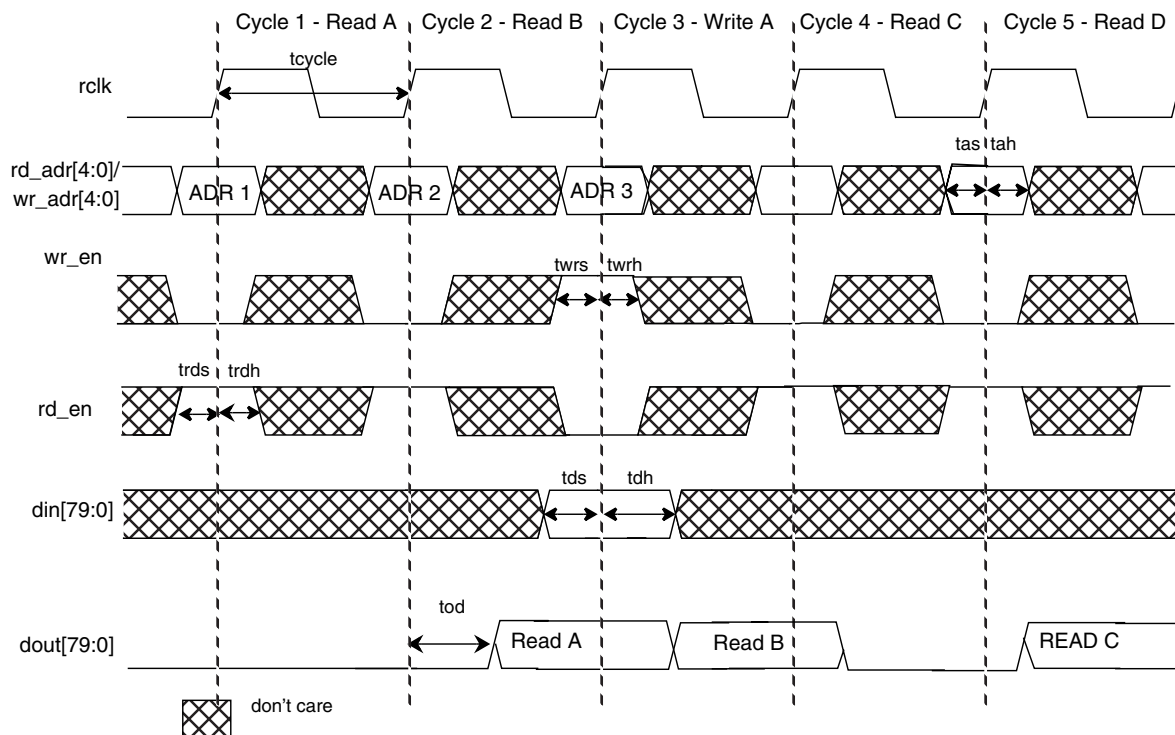 Cycle 1 - Read A Cycle 2 - Read B Cycle 3 - Write A Cycle 4 - Read C Cycle 5 - Read D
tcycle
rclk
tas tah
rd_adr[4:0]/
wr_adr[4:0]
ADR 1 ADR 2 ADR 3
wr_en
twrs twrh
trds trdh
rd_en
tds tdh
din[79:0]
tod
dout[79:0]
Read A Read B READ C
don't care